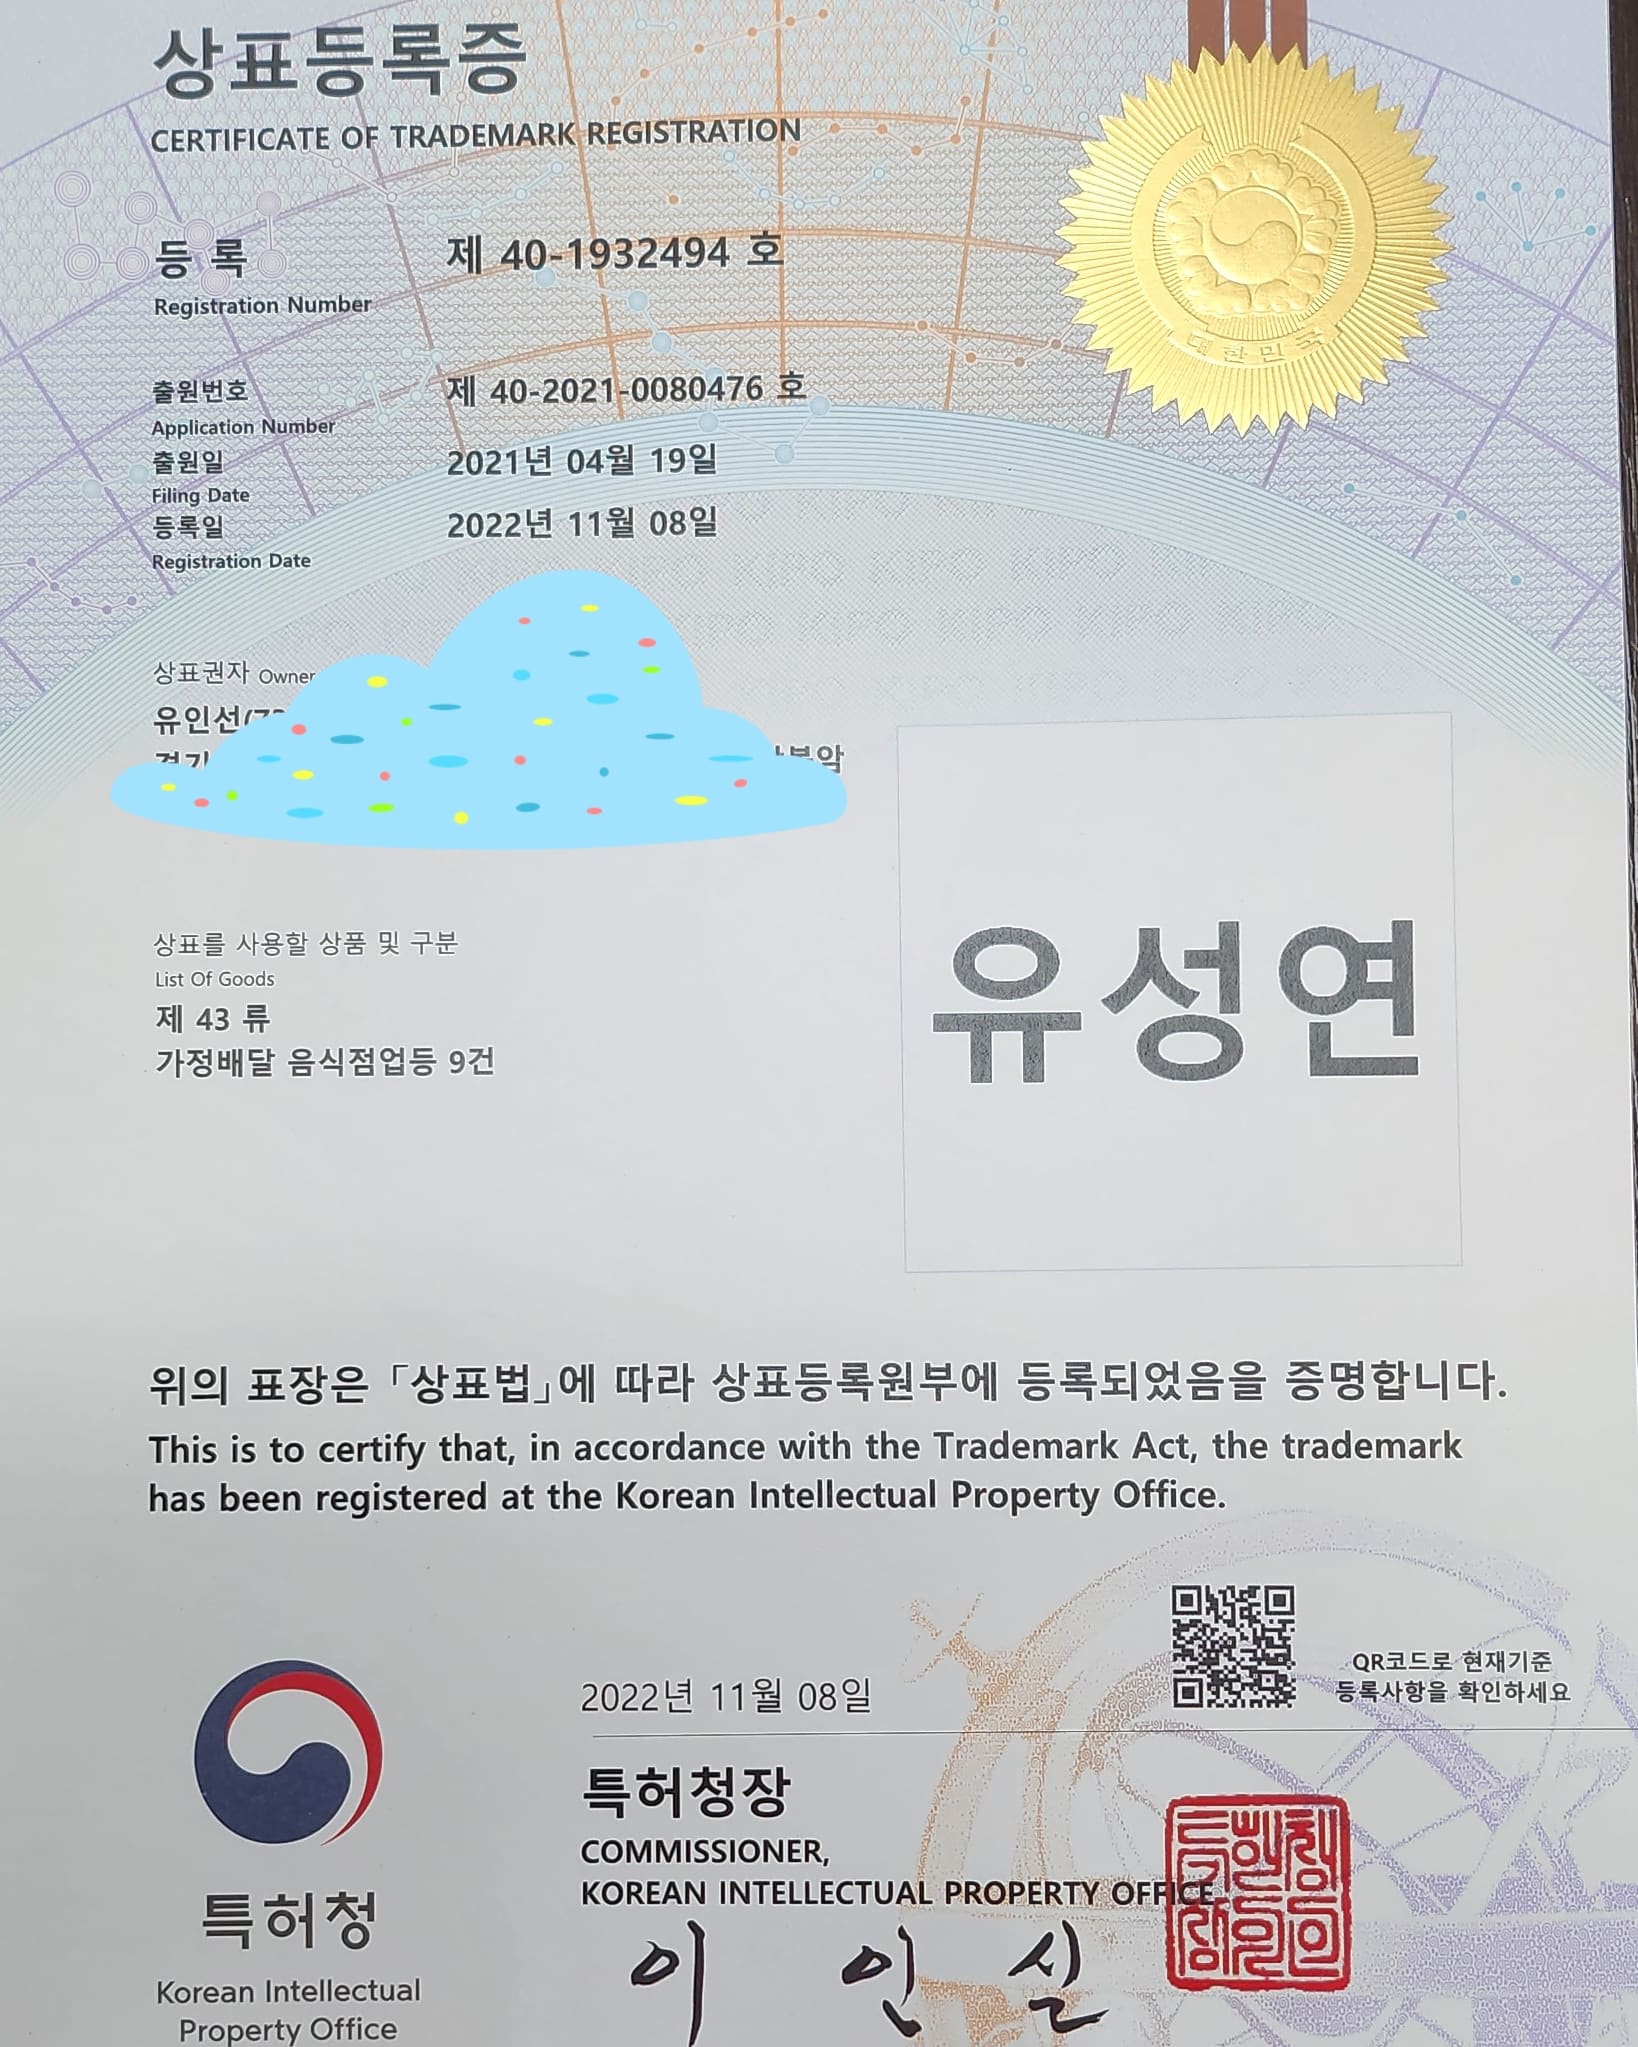 상표등록증
CERTIFICATE OF TRADEMARK REGISTRATION
등 록 제 40-1932494 호
Registration Number
출원번호 제 40-2021-0080476 호
Application Number
출원일 2021년 04월 19일
Filing Date
등록일 2022년 11월 08일
Registration Date
대한민국
상표권자 Owner
유인선(
경기
암
상표를 사용할 상품 및 구분
List Of Goods
제 43 류
가정배달 음식점업등 9건
유성연
위의 표장은 「상표법」에 따라 상표등록원부에 등록되었음을 증명합니다.
This is to certify that, in accordance with the Trademark Act, the trademark
has been registered at the Korean Intellectual Property Office.
QR코드로 현재기준
등록사항을 확인하세요
2022년 11월 08일
특허청장
COMMISSIONER,
KOREAN INTELLECTUAL PROPERTY OFFICE
이 인 실
특허청
Korean Intellectual
Property Office